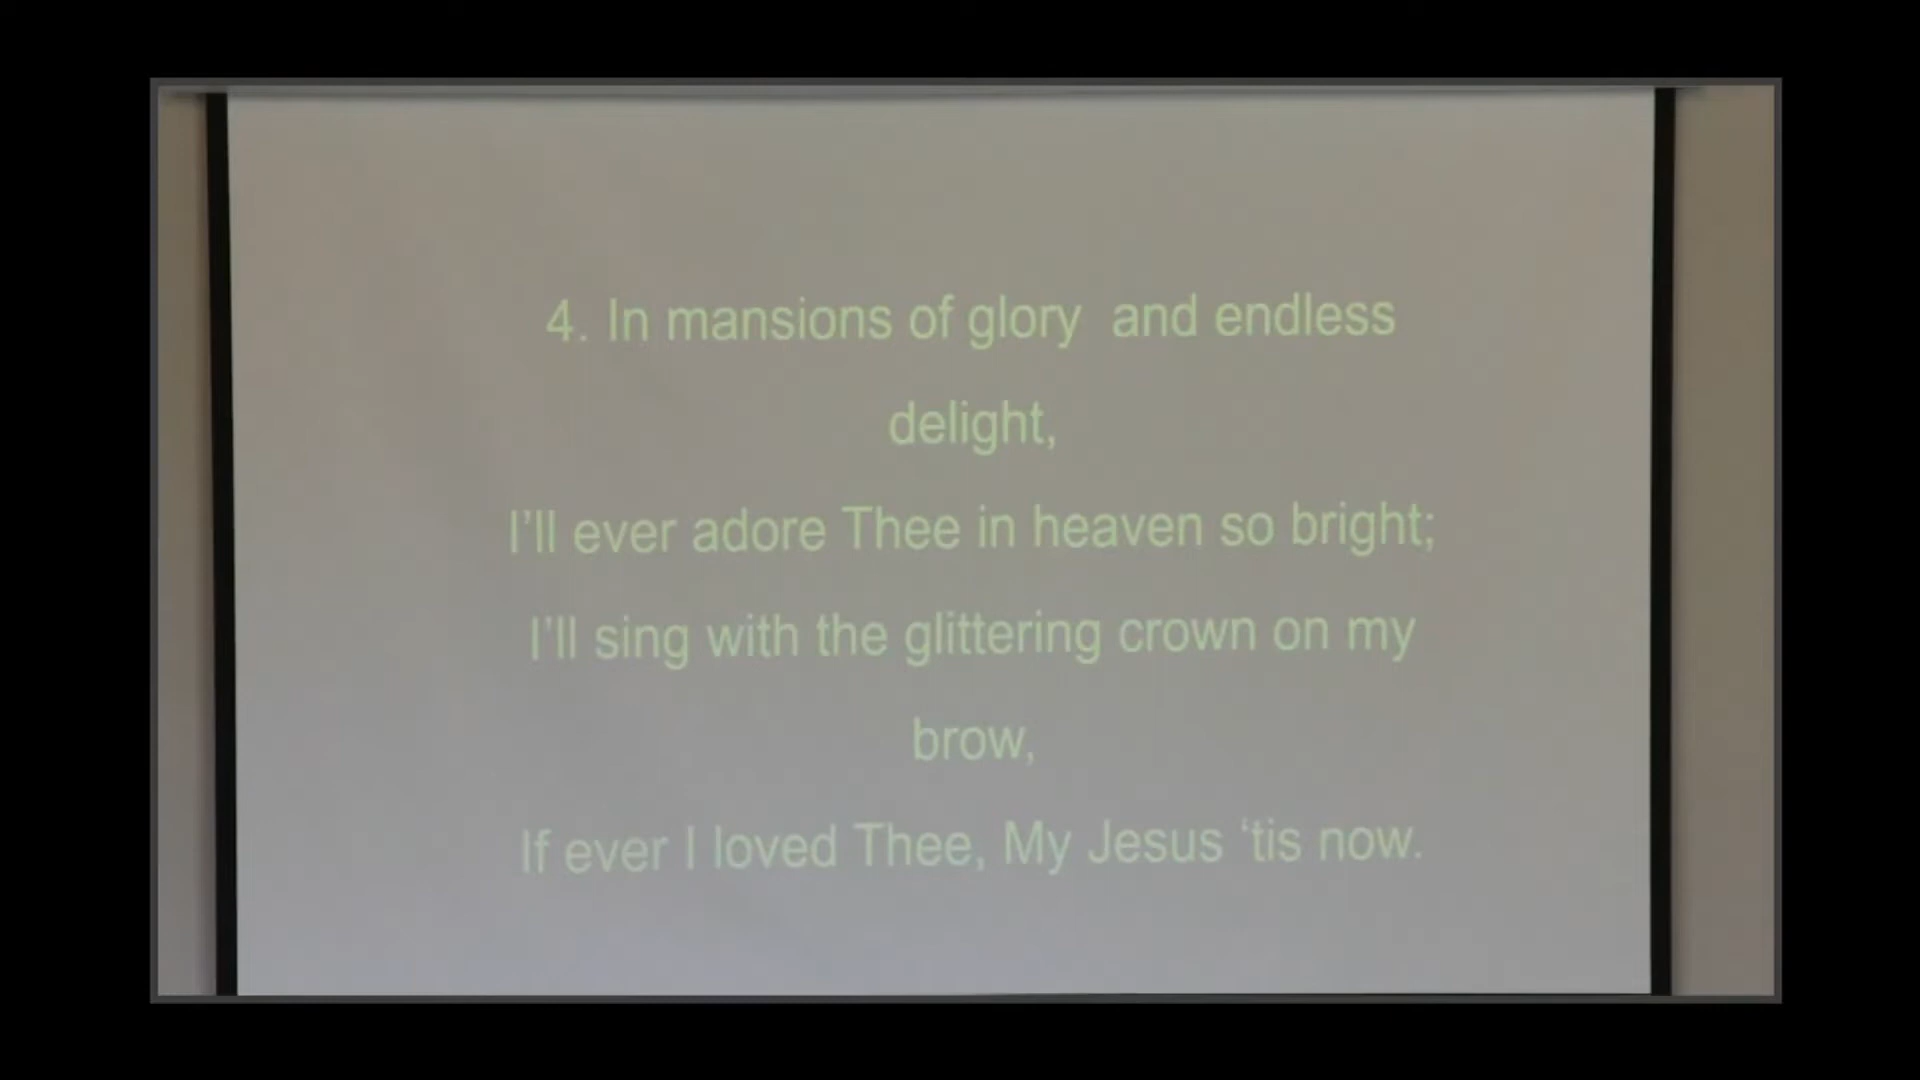 4. In mansions of glory  and endless
delight,
I’ll ever adore Thee in heaven so bright;
I’ll sing with the glittering crown on my
brow,
If ever I loved Thee, My Jesus ‘tis now.